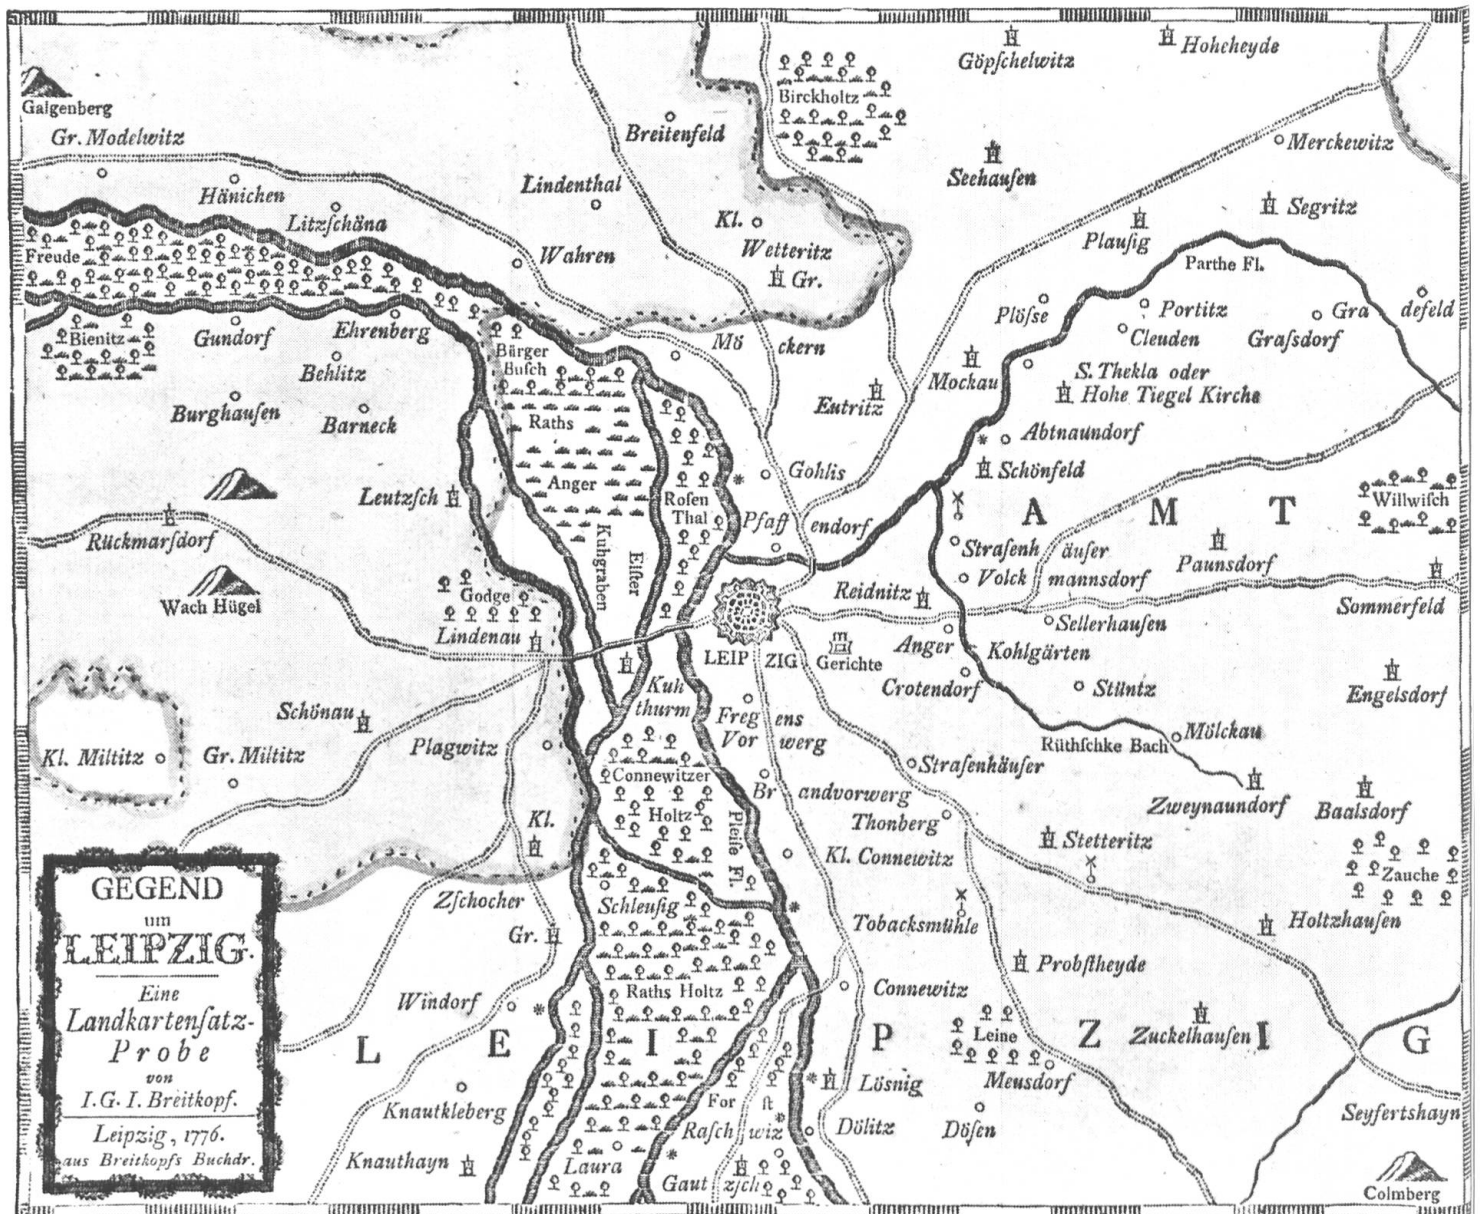 Göpſchelwitz
Hoheheyde
Galgenberg
Birckholtz
Gr. Modelwitz
Breitenfeld
Merckewitz
Hänichen
Lindenthal
Seehauſen
Litzſchäna
Kl.
Wetteritz
Gr.
Segritz
Plauſig
Freude
Wahren
Parthe Fl.
Bienitz
Gundorf
Ehrenberg
Plöſse
Portitz
Cleuden
Graſsdorf
Gra defeld
Mö ckern
Bürger
Buſch
Behlitz
Mockau
S. Thekla oder
Hohe Tiegel Kirche
Burghauſen
Barneck
Raths
Eutritz
Abtnaundorf
Gohlis
Schönfeld
Leutzſch
Anger
Roſen
Thal
Willwiſch
Pfaff endorf
A M T
Rückmarſdorf
Kuhgraben
Elſter
Straſenh äuſer
Volck mannsdorf
Paunsdorf
Wach Hügel
Godge
Reidnitz
Sommerfeld
Lindenau
LEIP ZIG
Gerichte
Anger
Sellerhauſen
Kohlgärten
Crotendorf
Stüntz
Engelsdorf
Kuh
thurm
Schönau
Freg ens
Vor werg
Plagwitz
Kl. Miltitz
Gr. Miltitz
Rüthſchke Bach
Mölckau
Connewitzer
Holtz
Straſenhäuſer
Br andvorwerg
Zweynaundorf
Baalsdorf
Kl.
Pleiſe Fl.
Thonberg
Stetteritz
Kl. Connewitz
Zauche
GEGEND
um
LEIPZIG.
Eine
Landkartenſatz-
Probe
von
I. G. I. Breitkopf.
Leipzig, 1776.
aus Breitkopfs Buchdr.
Zſchocher
Gr.
Schleuſig
Tobacksmühle
Holtzhauſen
Probſtheyde
Raths Holtz
Connewitz
Windorf
Leine
Zuckelhauſen
L E I P Z I G
Meusdorf
Knautkleberg
Lösnig
For ſt
Seyfertshayn
Raſch wiz
Dölitz
Döſen
Knauthayn
Laura
Gaut zſch
Colmberg